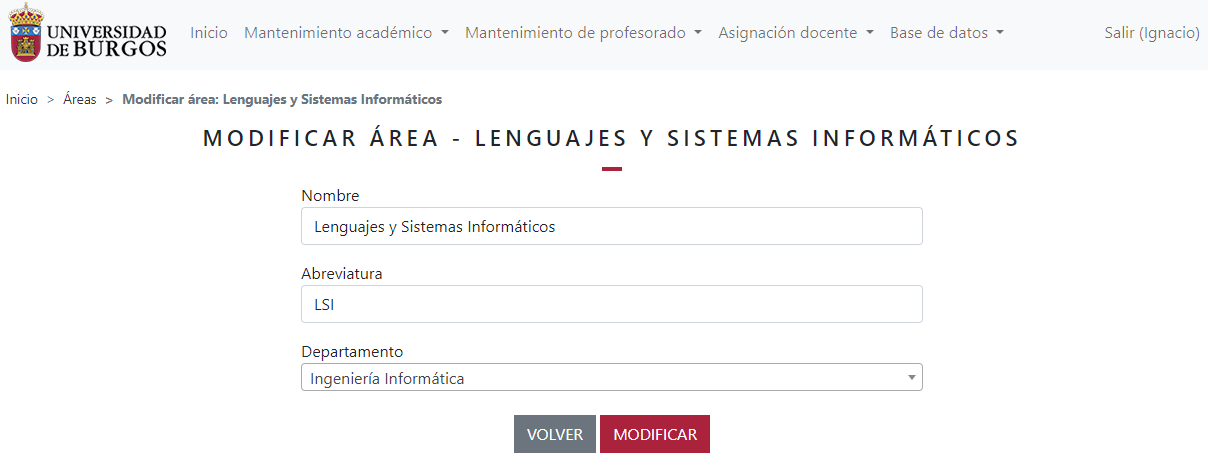 UNIVERSIDAD
DE BURGOS
Inicio Mantenimiento académico Mantenimiento de profesorado Asignación docente Base de datos Salir (Ignacio)
Inicio > Áreas > Modificar área: Lenguajes y Sistemas Informáticos
MODIFICAR ÁREA - LENGUAJES Y SISTEMAS INFORMÁTICOS
Nombre
Lenguajes y Sistemas Informáticos
Abreviatura
LSI
Departamento
Ingeniería Informática
VOLVER MODIFICAR